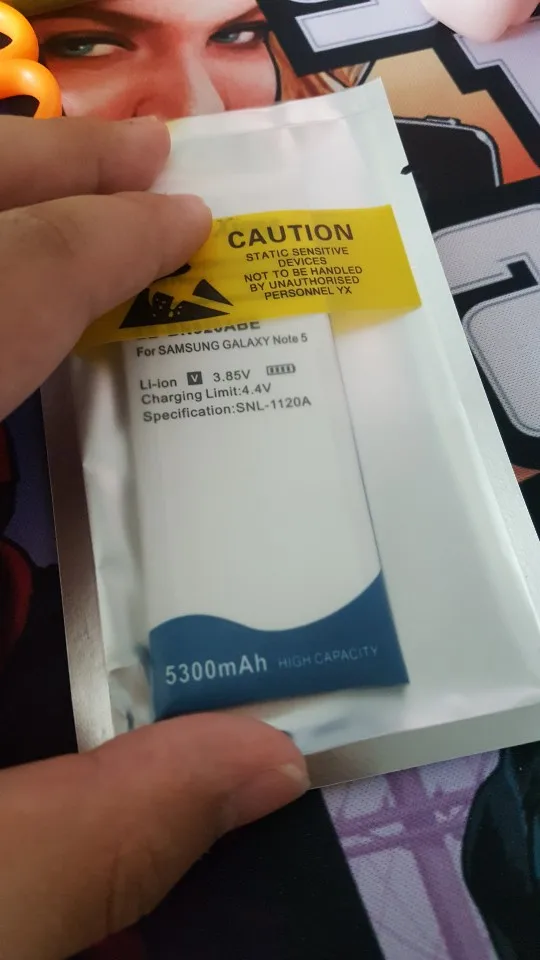 CAUTION
STATIC SENSITIVE
DEVICES
NOT TO BE HANDLED
BY UNAUTHORISED
PERSONNEL YX
For SAMSUNG GALAXY Note 5
Li-ion V 3.85V
Charging Limit:4.4V
Specification:SNL-1120A
5300mAh HIGH CAPACITY